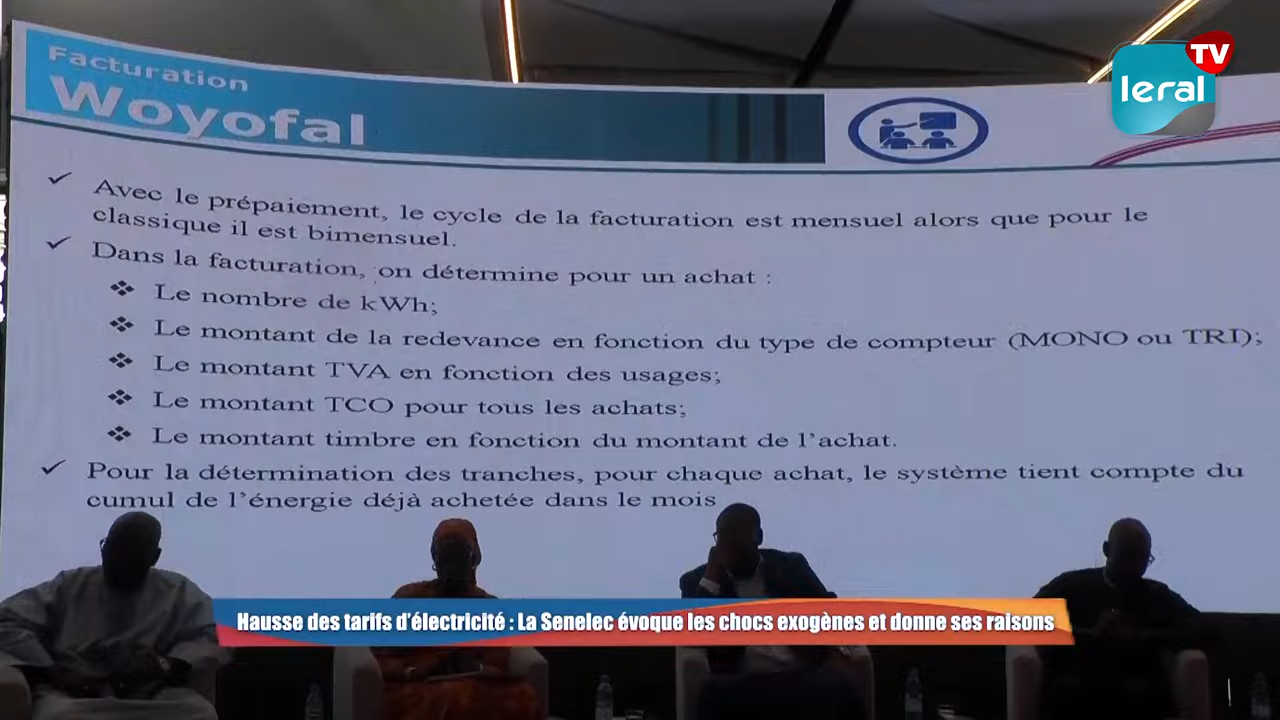 Facturation
Woyofal
TV
leral
✓ Avec le prépaiement, le cycle de la facturation est mensuel alors que pour le
classique il est bimensuel.
✓ Dans la facturation, on détermine pour un achat :
❖ Le nombre de kWh;
❖ Le montant de la redevance en fonction du type de compteur (MONO ou TRI);
❖ Le montant TVA en fonction des usages;
❖ Le montant TCO pour tous les achats;
❖ Le montant timbre en fonction du montant de l'achat.
✓ Pour la détermination des tranches, pour chaque achat, le système tient compte du
cumul de l'énergie déjà achetée dans le mois
Hausse des tarifs d'électricité : La Senelec évoque les chocs exogènes et donne ses raisons